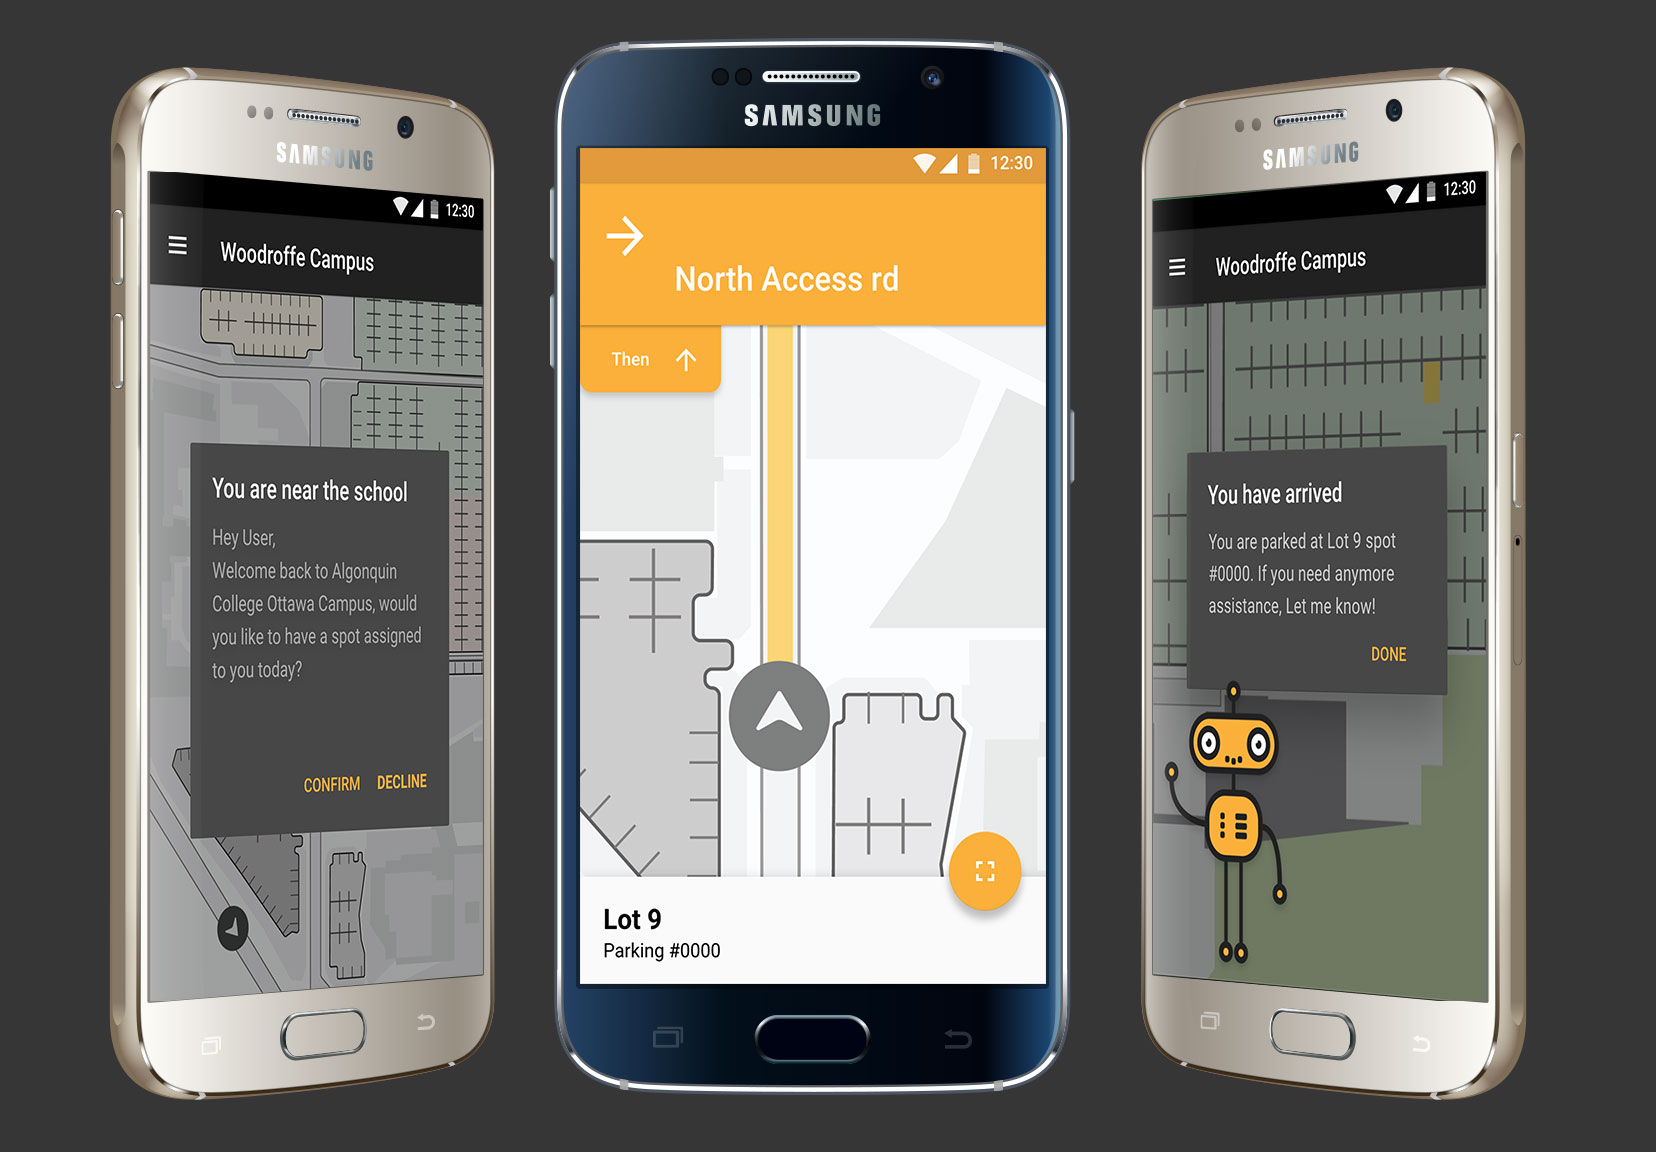 SAMSUNG
12:30
Woodroffe Campus
You are near the school
Hey User,
Welcome back to Algonquin
College Ottawa Campus, would
you like to have a spot assigned
to you today?
CONFIRM DECLINE
SAMSUNG
12:30
North Access rd
Then
Lot 9
Parking #0000
SAMSUNG
12:30
Woodroffe Campus
You have arrived
You are parked at Lot 9 spot
#0000. If you need anymore
assistance, Let me know!
DONE